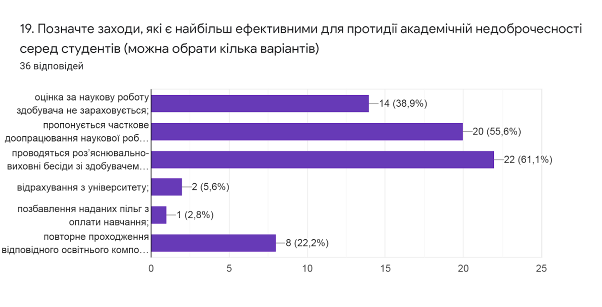 19. Позначте заходи, які є найбільш ефективними для протидії академічній недоброчесності
серед студентів (можна обрати кілька варіантів)
36 відповідей
оцінка за наукову роботу
здобувача не зараховується;
14 (38,9%)
пропонується часткове
доопрацювання наукової роб…
20 (55,6%)
проводяться роз'яснювально-
виховні бесіди зі здобувачем…
22 (61,1%)
відрахування з університету;
2 (5,6%)
позбавлення наданих пільг з
оплати навчання;
1 (2,8%)
повторне проходження
відповідного освітнього компо…
8 (22,2%)
0 5 10 15 20 25